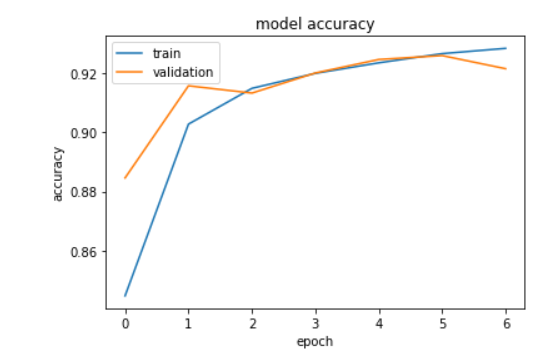 model accuracy
train
validation
accuracy
0.92
0.90
0.88
0.86
0 1 2 3 4 5 6
epoch